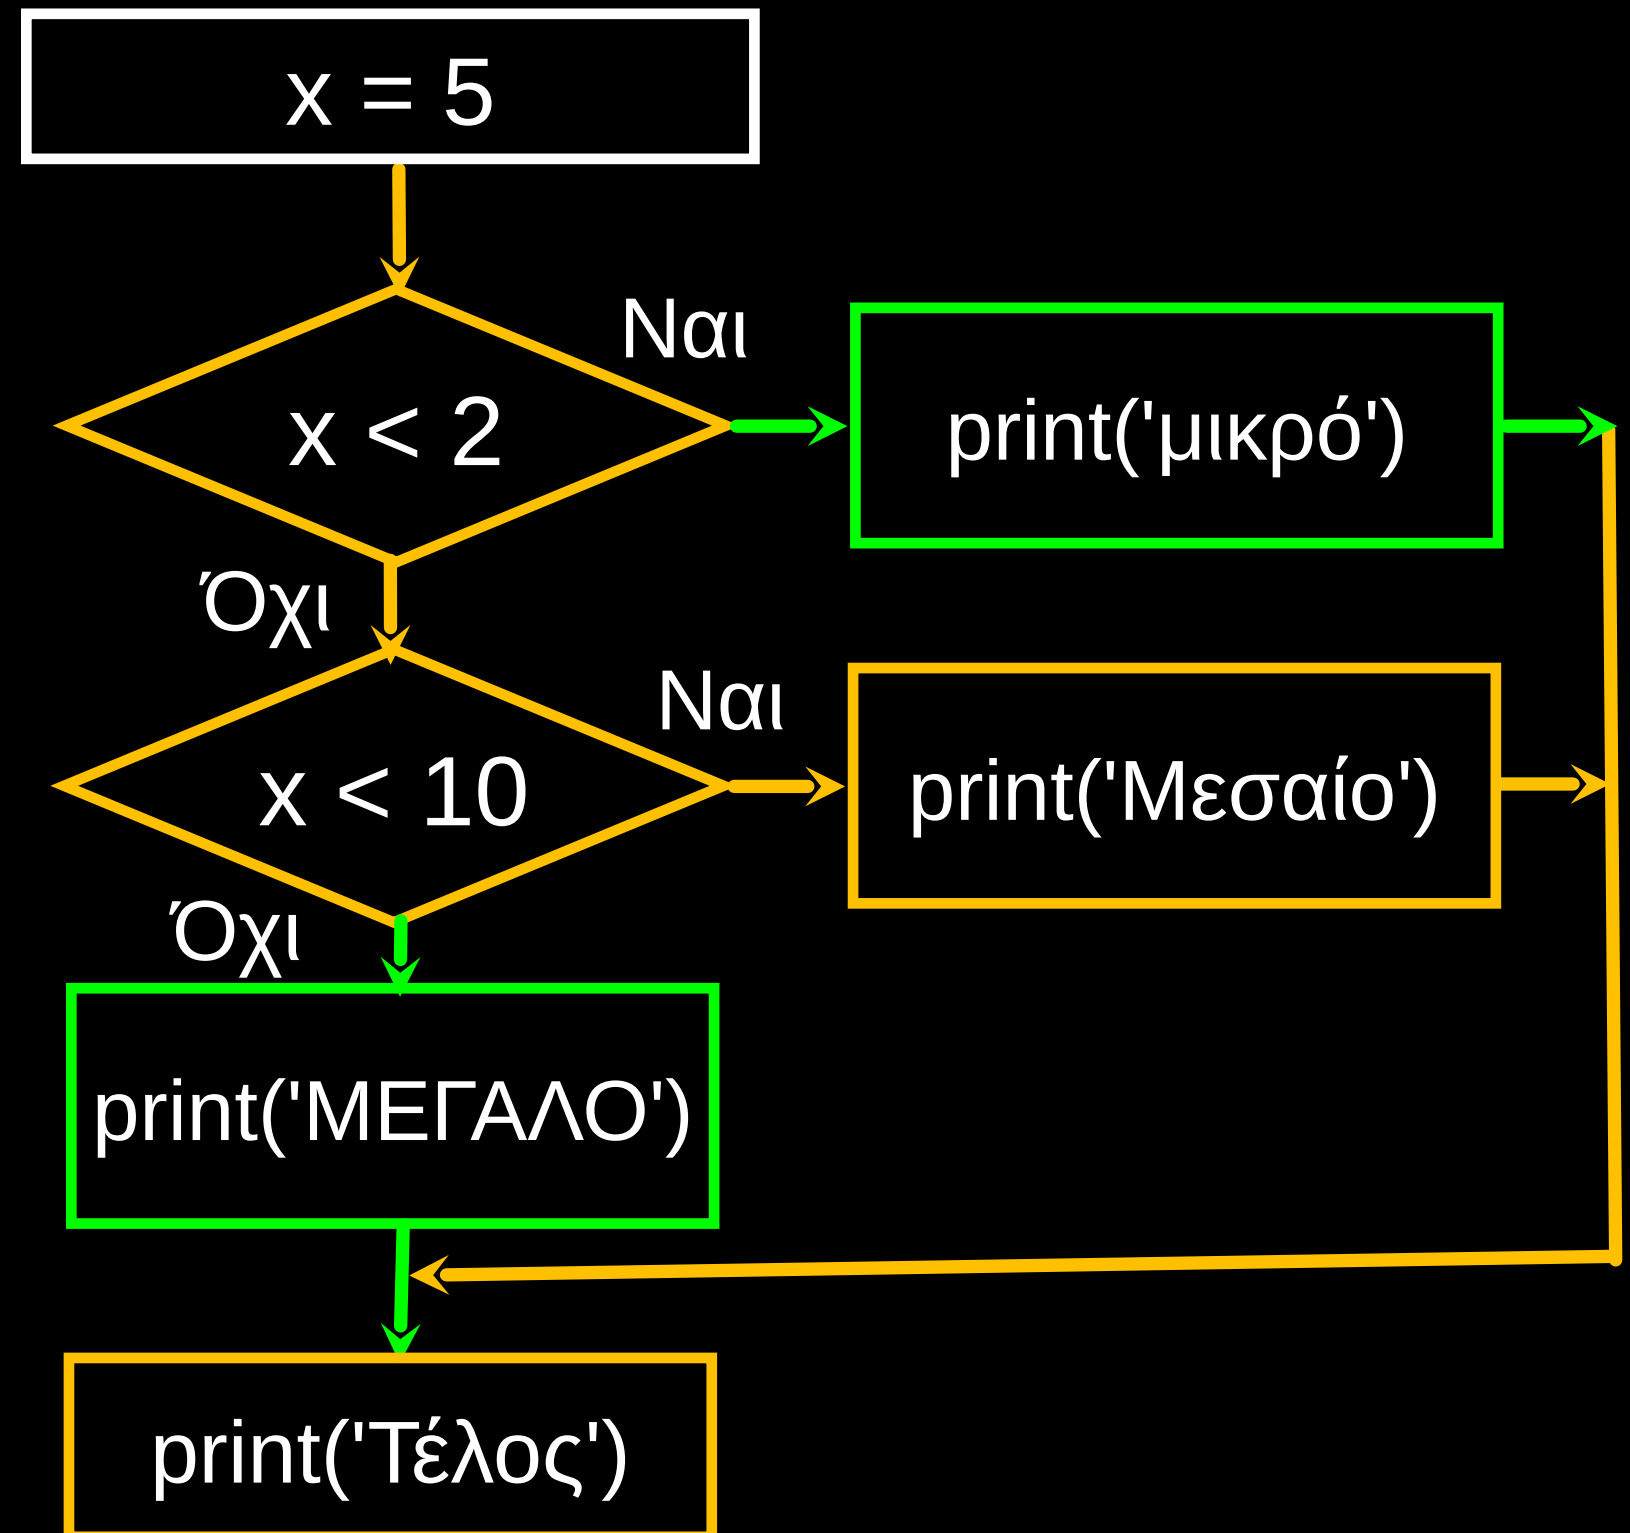 x = 5
Ναι
x < 2
print('μικρό')
Όχι
Ναι
x < 10
print('Μεσαίο')
Όχι
print('ΜΕΓΑΛΟ')
print('Τέλος')